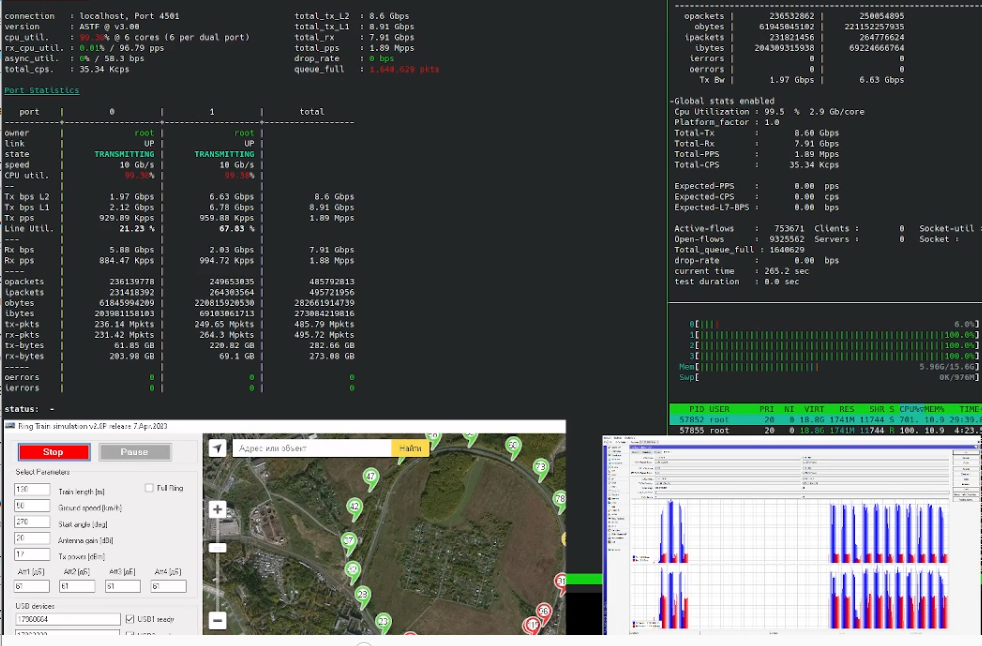 connection : localhost, Port 4501 total_tx_L2 : 8.6 Gbps
version : ASTF @ v3.00 total_tx_L1 : 8.91 Gbps
cpu_util. : 99.38% @ 6 cores (6 per dual port) total_rx : 7.91 Gbps
rx_cpu_util. : 0.01% / 96.79 pps total_pps : 1.89 Mpps
async_util. : 0% / 58.3 bps drop_rate : 0 bps
total_cps. : 35.34 Kcps queue_full : 1,640,629 pkts
Port Statistics
port | 0 | 1 | total
owner | root | root |
link | UP | UP |
state | TRANSMITTING | TRANSMITTING |
speed | 10 Gb/s | 10 Gb/s |
CPU util. | 99.38% | 99.38% |
-- | | |
Tx bps L2 | 1.97 Gbps | 6.63 Gbps | 8.6 Gbps
Tx bps L1 | 2.12 Gbps | 6.78 Gbps | 8.91 Gbps
Tx pps | 929.89 Kpps | 959.88 Kpps | 1.89 Mpps
Line Util. | 21.23 % | 67.83 % |
--- | | |
Rx bps | 5.88 Gbps | 2.03 Gbps | 7.91 Gbps
Rx pps | 884.47 Kpps | 994.72 Kpps | 1.88 Mpps
---- | | |
opackets | 236139778 | 249653035 | 485792813
ipackets | 231418392 | 264303564 | 495721956
obytes | 61845994209 | 220815920530 | 282661914739
ibytes | 203981158103 | 69103061713 | 273084219816
tx-pkts | 236.14 Mpkts | 249.65 Mpkts | 485.79 Mpkts
rx-pkts | 231.42 Mpkts | 264.3 Mpkts | 495.72 Mpkts
tx-bytes | 61.85 GB | 220.82 GB | 282.66 GB
rx-bytes | 203.98 GB | 69.1 GB | 273.08 GB
----- | | |
oerrors | 0 | 0 | 0
ierrors | 0 | 0 | 0
status: -
opackets | 236532862 | 250054895
obytes | 61945045102 | 221152257935
ipackets | 231821456 | 264776624
ibytes | 204309315938 | 69224666764
ierrors | 0 | 0
oerrors | 0 | 0
Tx Bw | 1.97 Gbps | 6.63 Gbps
-Global stats enabled
Cpu Utilization : 99.5 % 2.9 Gb/core
Platform_factor : 1.0
Total-Tx : 8.60 Gbps
Total-Rx : 7.91 Gbps
Total-PPS : 1.89 Mpps
Total-CPS : 35.34 Kcps
Expected-PPS : 0.00 pps
Expected-CPS : 0.00 cps
Expected-L7-BPS : 0.00 bps
Active-flows : 753671 Clients : 0 Socket-util :
Open-flows : 9325562 Servers : 0 Socket :
Total_queue_full : 1640629
drop-rate : 0.00 bps
current time : 265.2 sec
test duration : 0.0 sec
0[||| 6.0%]
1[ 100.0%]
2[ 100.0%]
3[ 100.0%]
Mem[ 5.96G/15.6G]
Swp[ 0K/976M]
PID USER PRI NI VIRT RES SHR S CPU% MEM% TIME
57852 root 20 0 18.8G 1741M 1744 S 701. 10.9 29:39.
57855 root 20 0 18.8G 1741M 1744 R 100. 10.9 4:23.
Ring Train simulation v2.0P release 7.Apr.2023
Stop Pause
Select Parameters
130 Train length [m] Full Ring
50 Ground speed [km/h]
270 Start angle [deg]
20 Antenna gain [dBi]
17 Tx power [dBm]
Att1 [дБ] Att2 [дБ] Att3 [дБ] Att4 [дБ]
61 61 61 61
USB devices
17960664 USB1 ready
Адрес или объект Найти
60
73
78
47
42
37
32
23
21